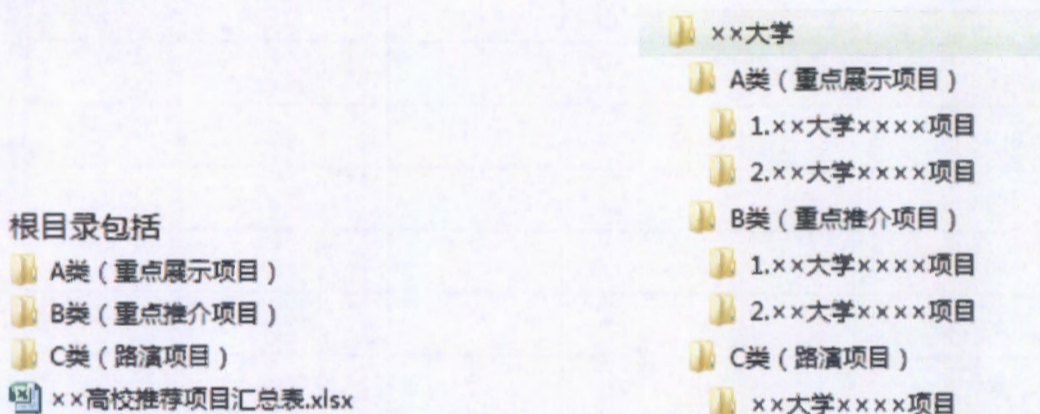 根目录包括
A类（重点展示项目）
B类（重点推介项目）
C类（路演项目）
××高校推荐项目汇总表.xlsx
××大学
A类（重点展示项目）
1.××大学××××项目
2.××大学××××项目
B类（重点推介项目）
1.××大学××××项目
2.××大学××××项目
C类（路演项目）
××大学××××项目